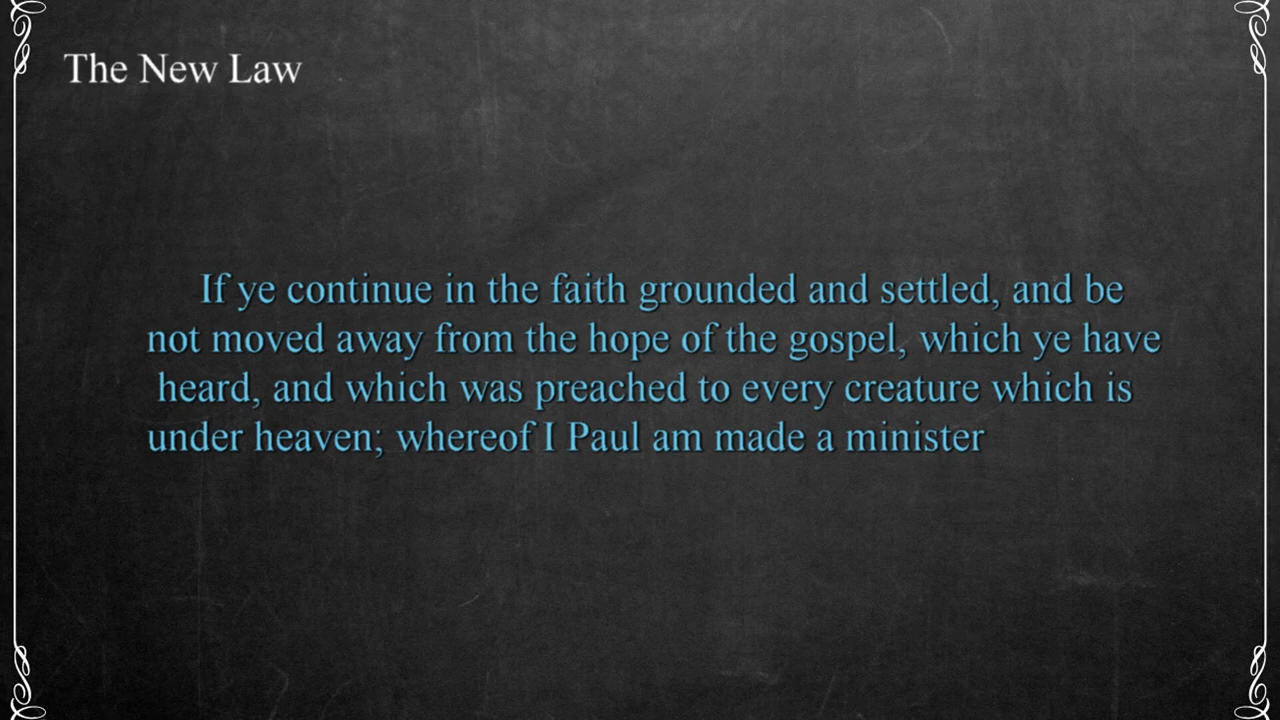 The New Law
If ye continue in the faith grounded and settled, and be
not moved away from the hope of the gospel, which ye have
heard, and which was preached to every creature which is
under heaven; whereof I Paul am made a minister